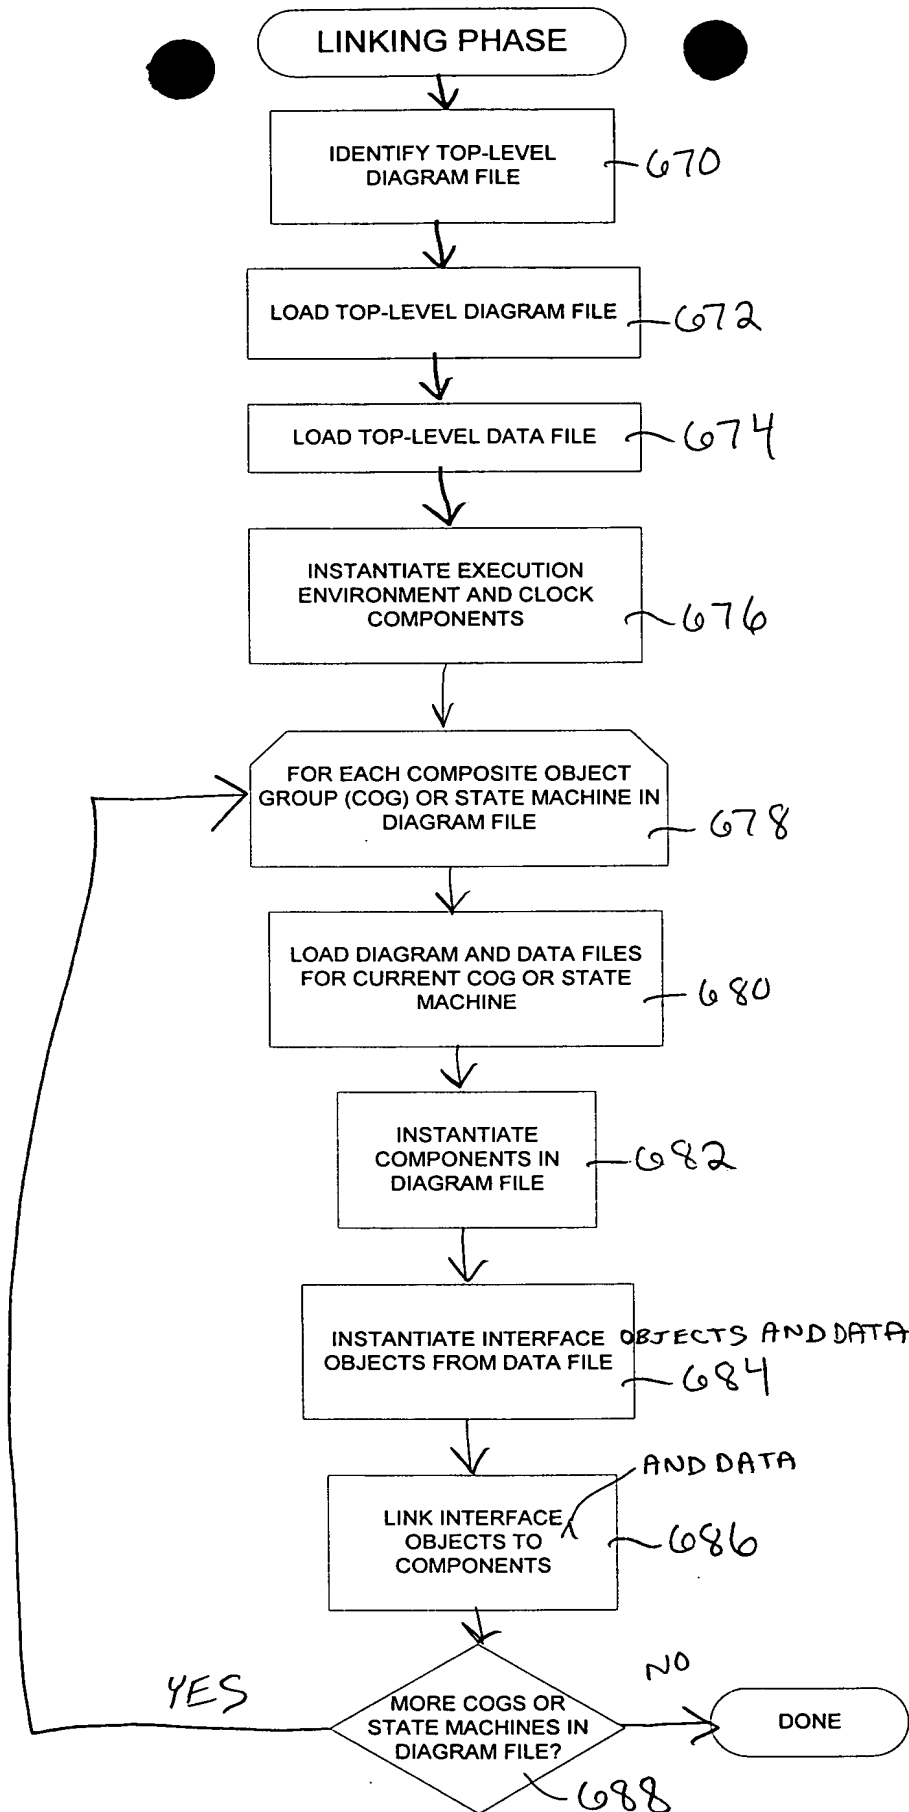 LINKING PHASE
IDENTIFY TOP-LEVEL
DIAGRAM FILE
670
LOAD TOP-LEVEL DIAGRAM FILE
672
LOAD TOP-LEVEL DATA FILE
674
INSTANTIATE EXECUTION
ENVIRONMENT AND CLOCK
COMPONENTS
676
FOR EACH COMPOSITE OBJECT
GROUP (COG) OR STATE MACHINE IN
DIAGRAM FILE
678
LOAD DIAGRAM AND DATA FILES
FOR CURRENT COG OR STATE
MACHINE
680
INSTANTIATE
COMPONENTS IN
DIAGRAM FILE
682
INSTANTIATE INTERFACE OBJECTS AND DATA
OBJECTS FROM DATA FILE
684
AND DATA
LINK INTERFACE
OBJECTS TO
COMPONENTS
686
YES
NO
MORE COGS OR
STATE MACHINES IN
DIAGRAM FILE?
DONE
688